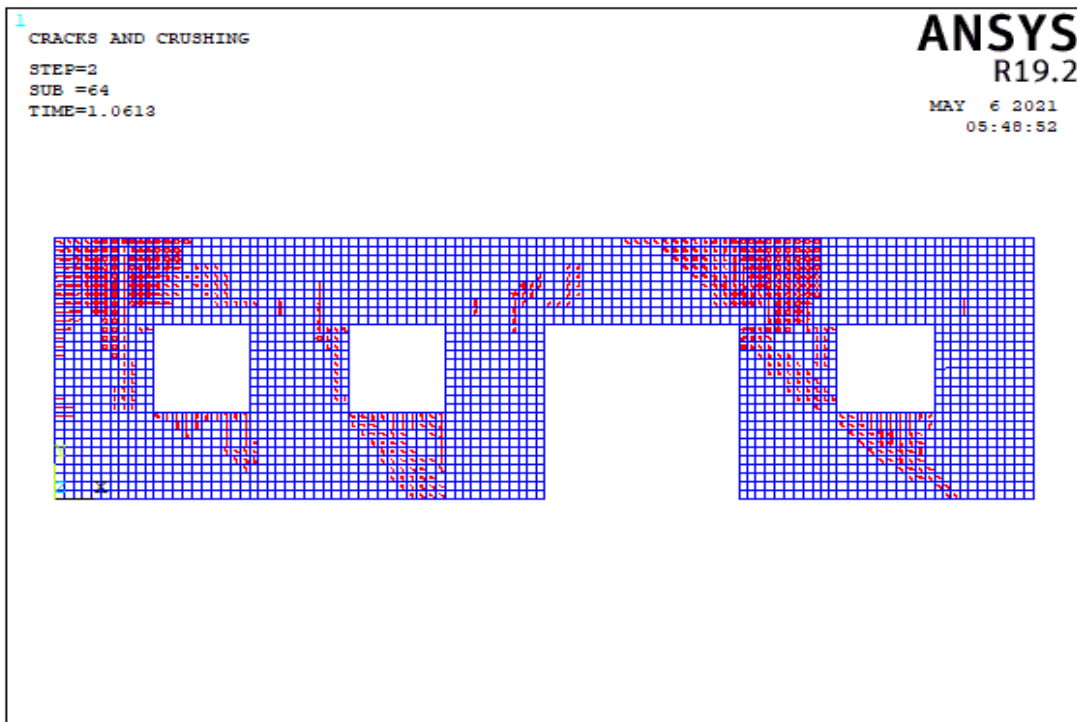 1
CRACKS AND CRUSHING
STEP=2
SUB =64
TIME=1.0613
ANSYS
R19.2
MAY 6 2021
05:48:52
Y
Z X